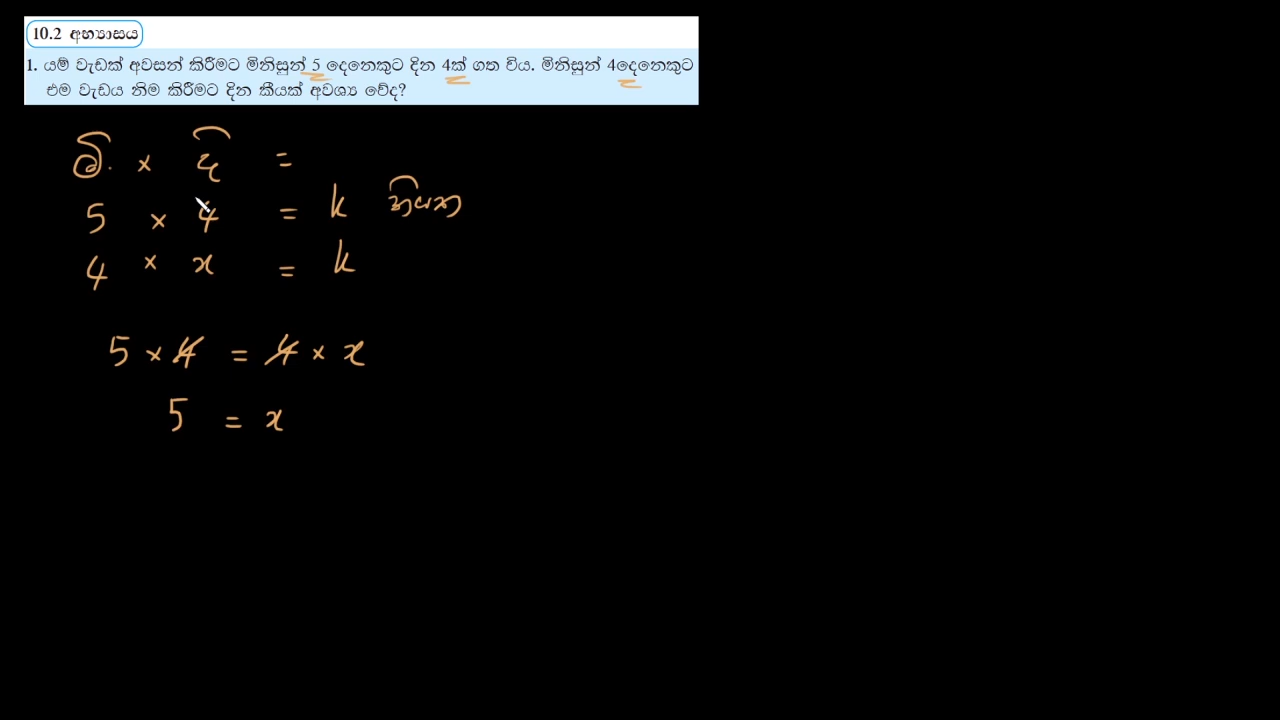 10.2 අභ්‍යාසය
1. යම් වැඩක් අවසන් කිරීමට මිනිසුන් 5 දෙනෙකුට දින 4ක් ගත විය. මිනිසුන් 4දෙනෙකුට
එම වැඩය නිම කිරීමට දින කීයක් අවශ්‍ය වේද?
මි. × දි =
5 × 4 = k නියත
4 × x = k
5 × 4 = 4 × x
5 = x